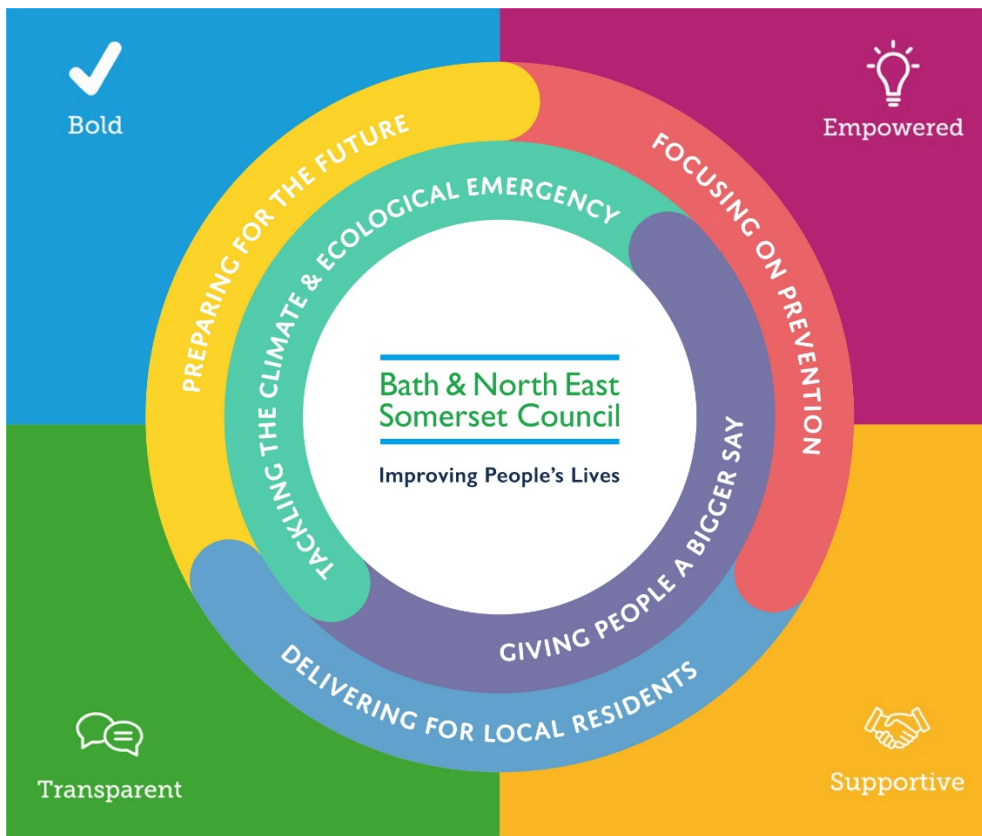 Bold
Empowered
PREPARING FOR THE FUTURE
FOCUSING ON PREVENTION
TACKLING THE CLIMATE & ECOLOGICAL EMERGENCY
Bath & North East
Somerset Council
Improving People's Lives
GIVING PEOPLE A BIGGER SAY
DELIVERING FOR LOCAL RESIDENTS
Transparent
Supportive